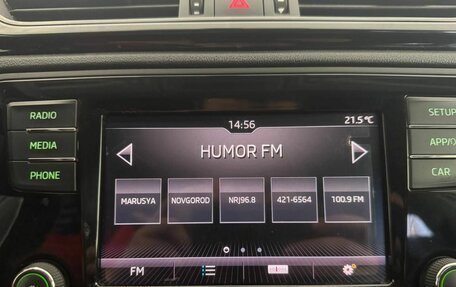 RADIO
MEDIA
PHONE
14:56
21.5 °C
HUMOR FM
MARUSYA
NOVGOROD
NRJ96.8
421-6564
100.9 FM
FM
SETUP
CAR